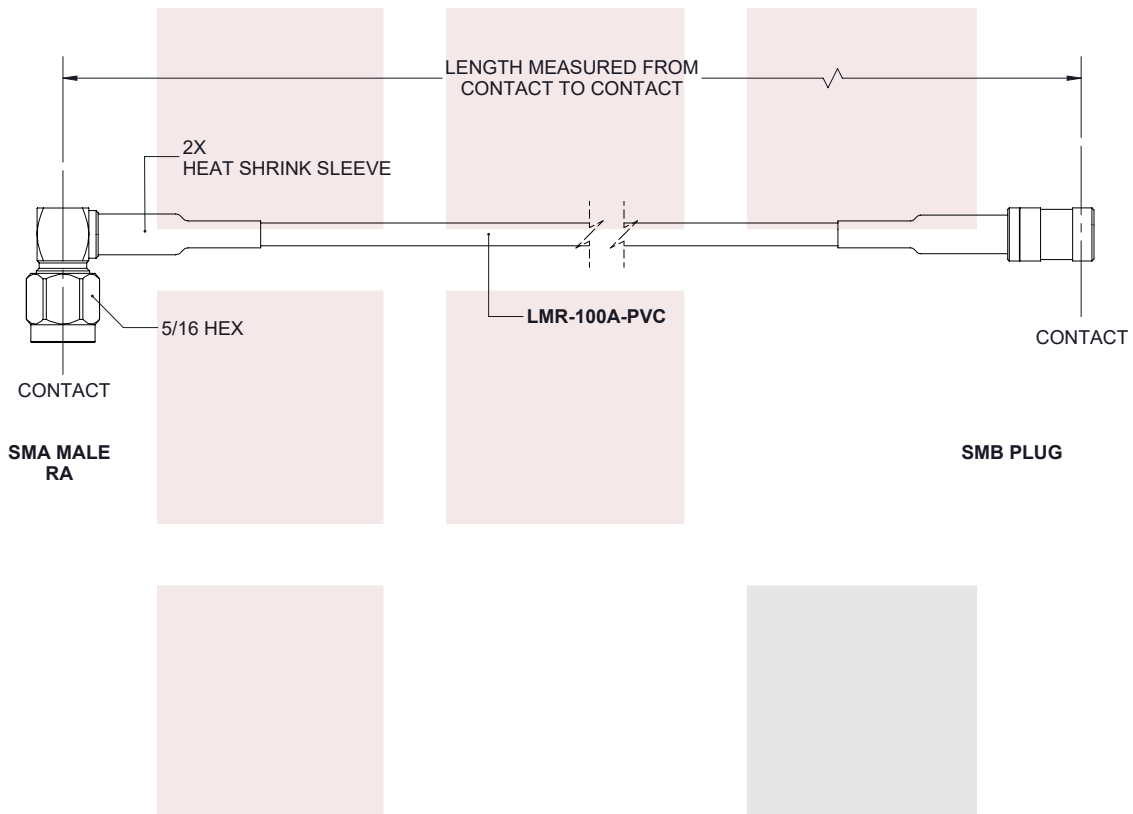 LENGTH MEASURED FROM
CONTACT TO CONTACT
2X
HEAT SHRINK SLEEVE
5/16 HEX
LMR-100A-PVC
CONTACT
CONTACT
SMA MALE
RA
SMB PLUG